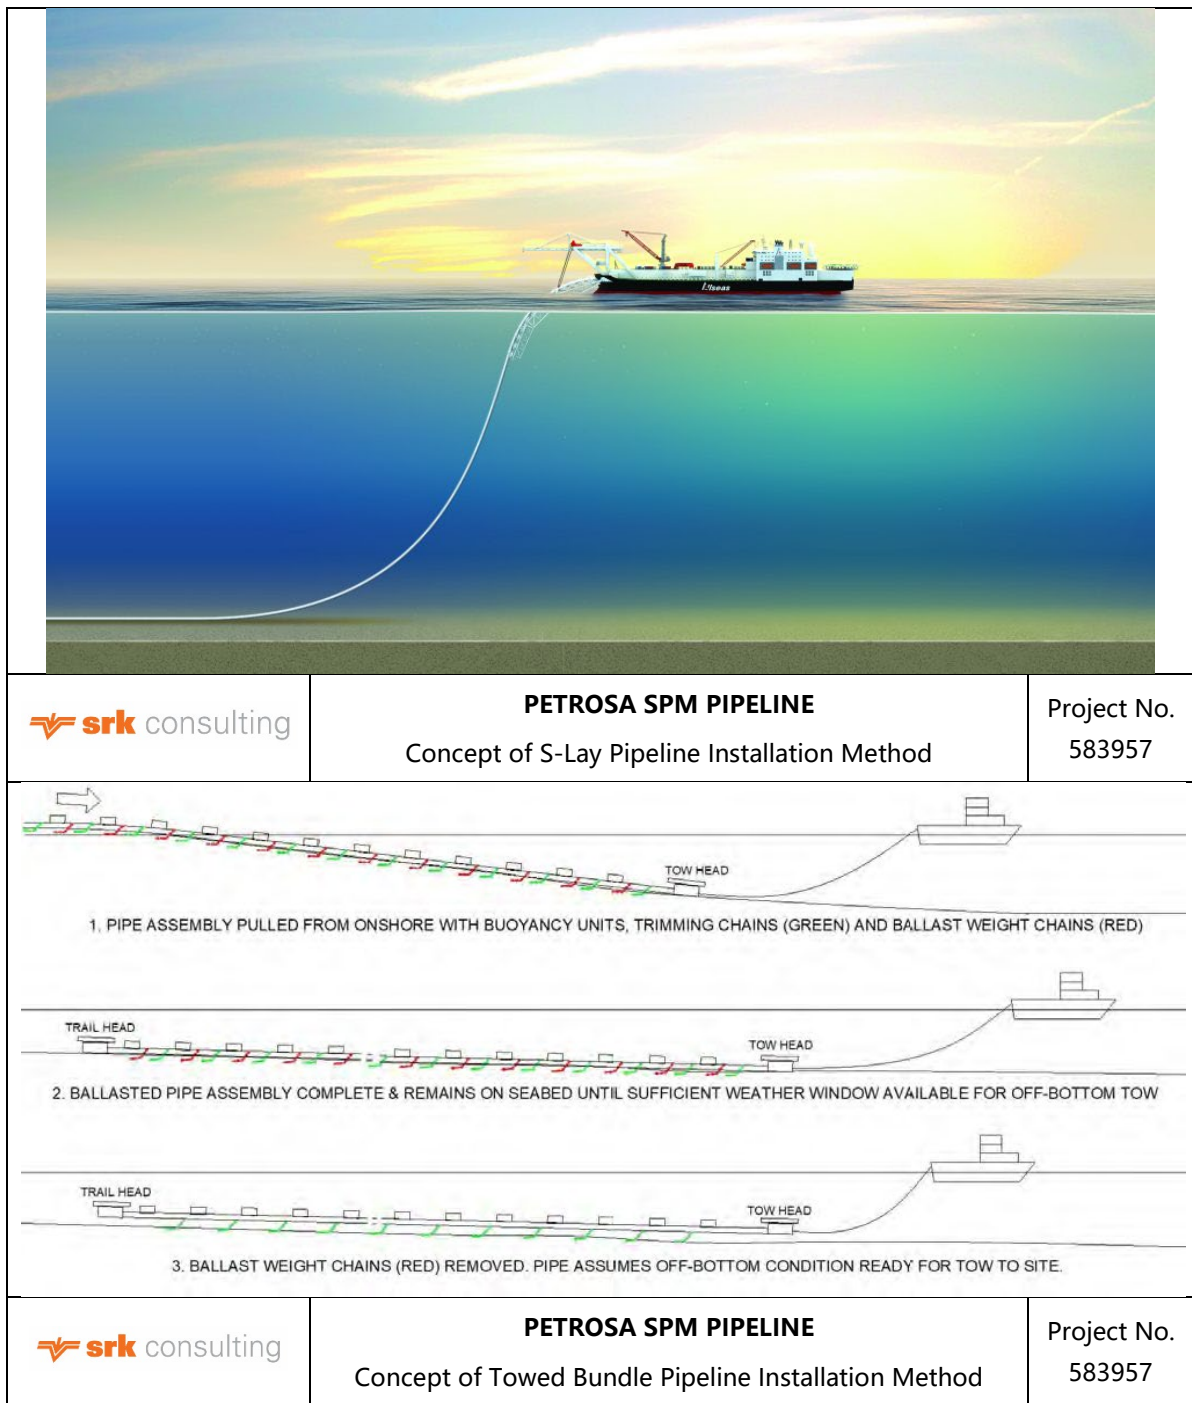 Allseas
PETROSA SPM PIPELINE
srk consulting
Concept of S-Lay Pipeline Installation Method
Project No.
583957
TOW HEAD
1. PIPE ASSEMBLY PULLED FROM ONSHORE WITH BUOYANCY UNITS, TRIMMING CHAINS (GREEN) AND BALLAST WEIGHT CHAINS (RED)
TRAIL HEAD
TOW HEAD
2. BALLASTED PIPE ASSEMBLY COMPLETE & REMAINS ON SEABED UNTIL SUFFICIENT WEATHER WINDOW AVAILABLE FOR OFF-BOTTOM TOW
TRAIL HEAD
TOW HEAD
3. BALLAST WEIGHT CHAINS (RED) REMOVED. PIPE ASSUMES OFF-BOTTOM CONDITION READY FOR TOW TO SITE.
srk consulting
PETROSA SPM PIPELINE
Concept of Towed Bundle Pipeline Installation Method
Project No.
583957